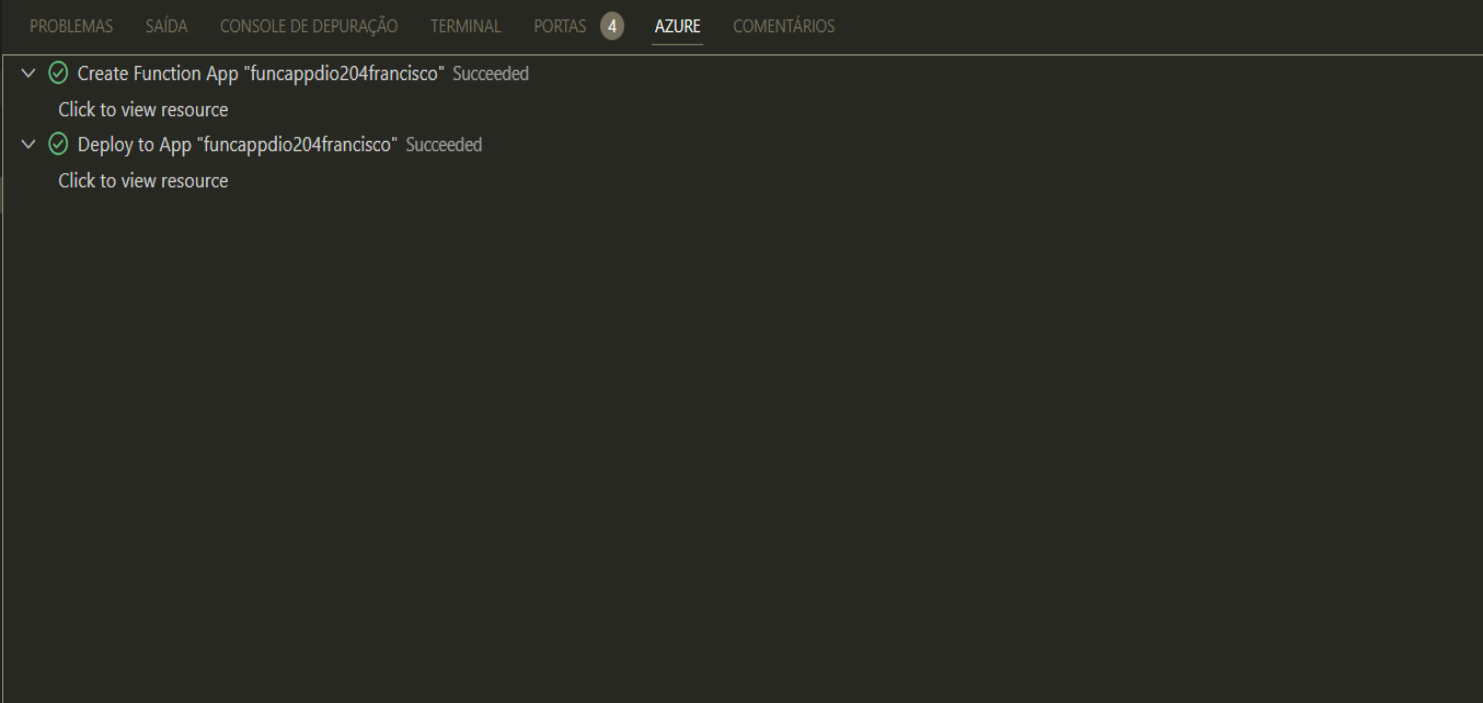 PROBLEMAS SAÍDA CONSOLE DE DEPURAÇÃO TERMINAL PORTAS 4 AZURE COMENTÁRIOS
Create Function App "funcappdio204francisco" Succeeded
Click to view resource
Deploy to App "funcappdio204francisco" Succeeded
Click to view resource